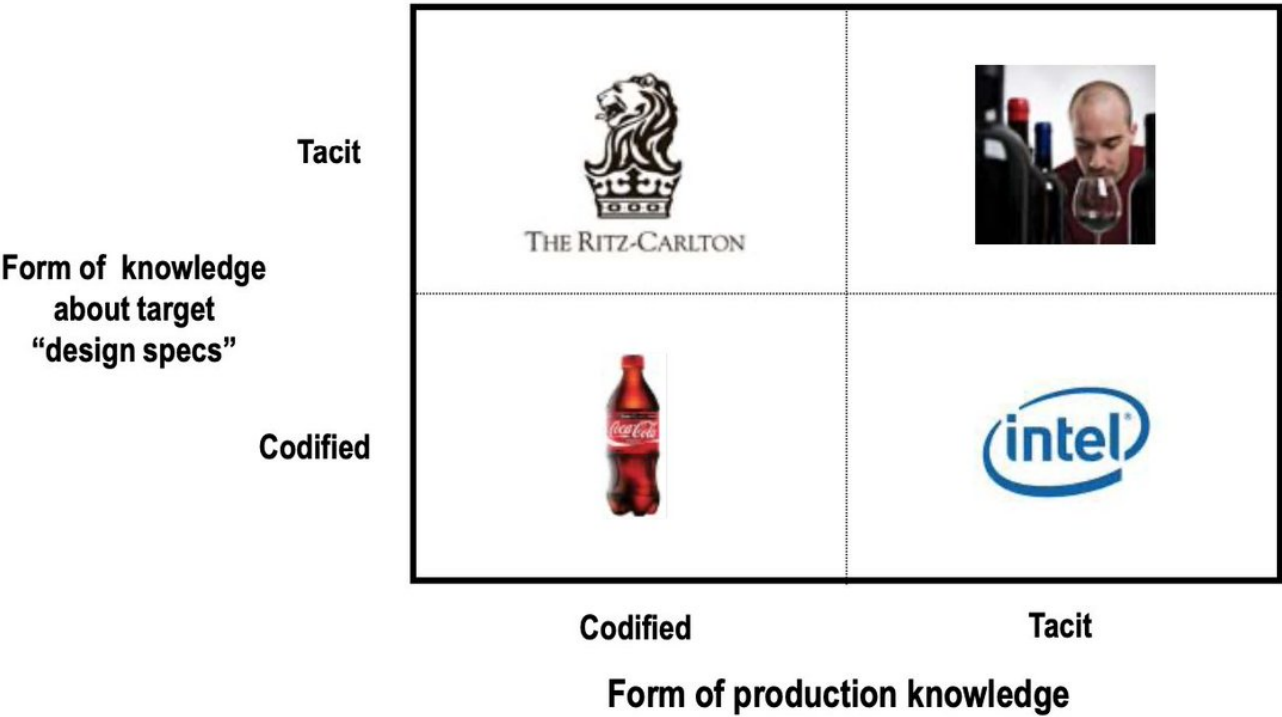 Tacit
THE RITZ-CARLTON
Form of knowledge
about target
“design specs”
Codified
Coca-Cola
intel®
Codified
Tacit
Form of production knowledge